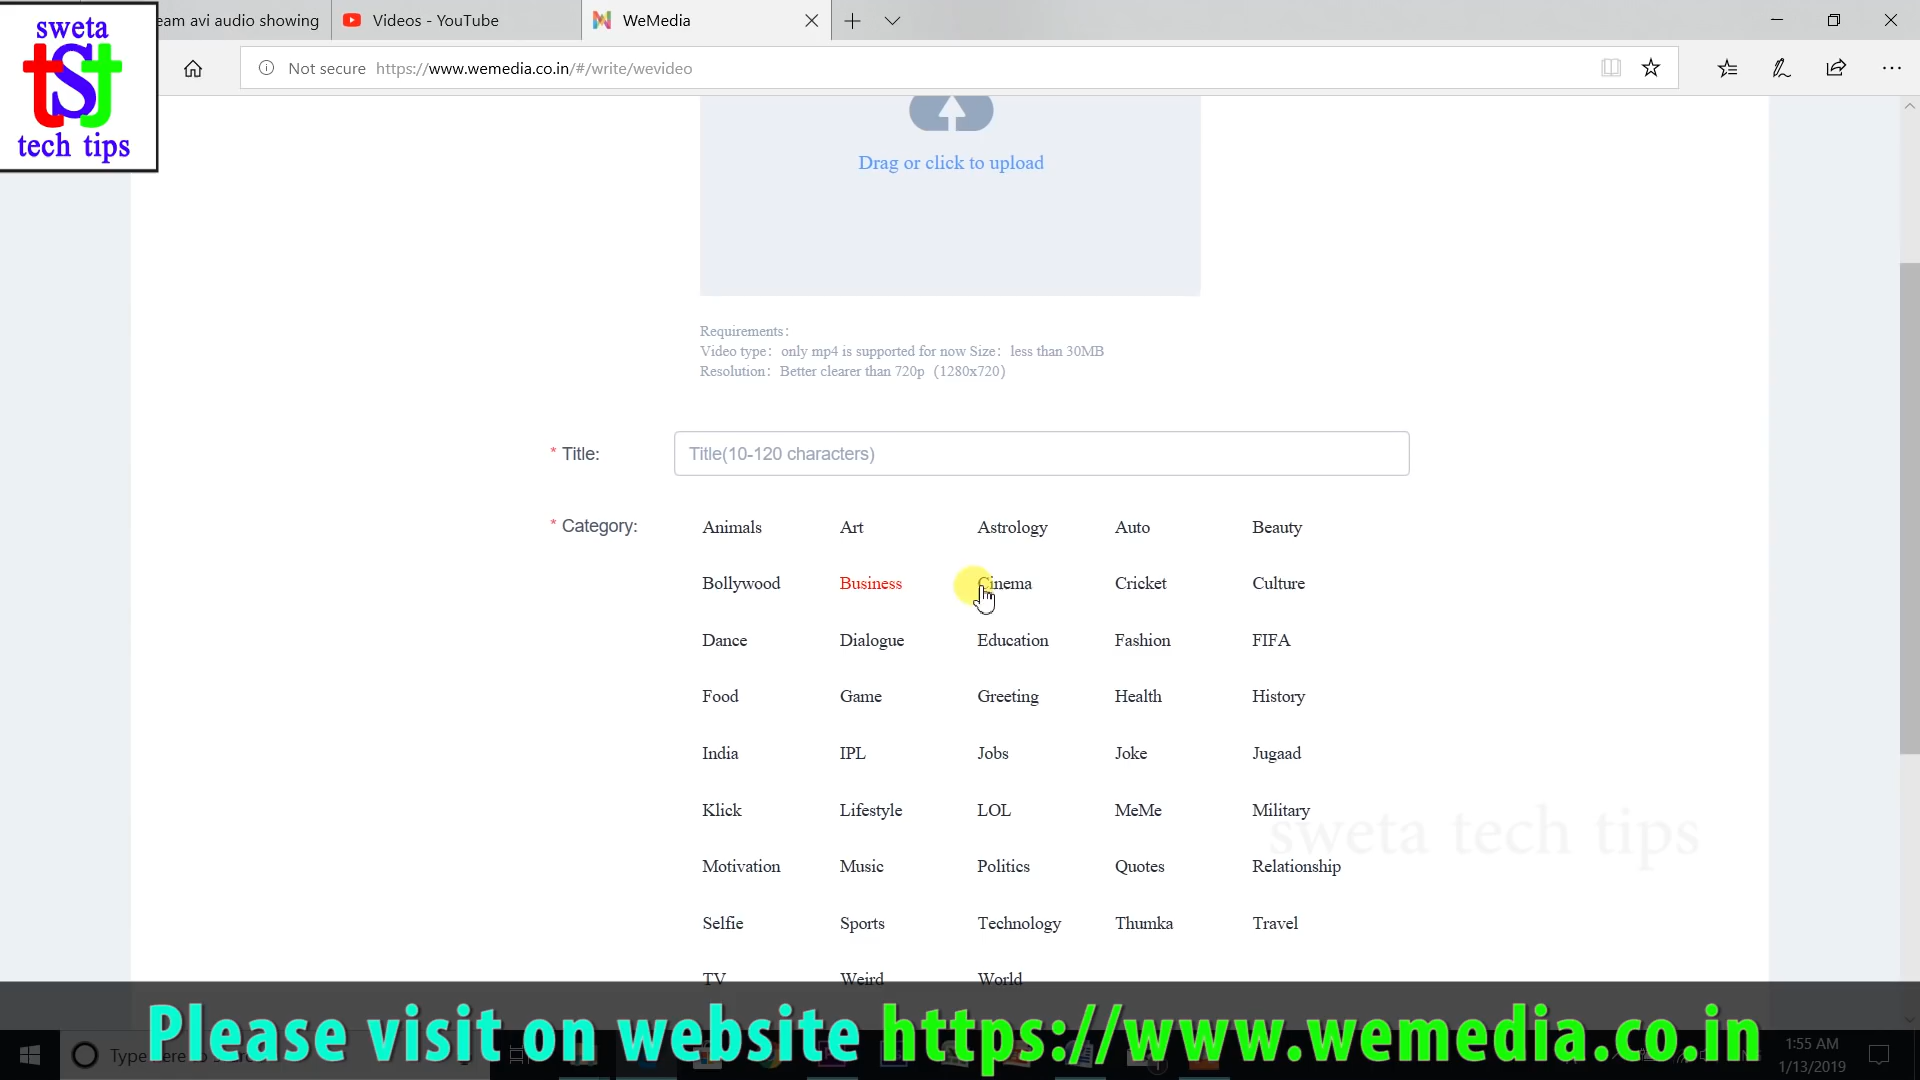 sweta
tST
tech tips
eam avi audio showing
Videos - YouTube
WeMedia
Not secure https://www.wemedia.co.in/#/write/wevideo
Drag or click to upload
Requirements:
Video type: only mp4 is supported for now Size: less than 30MB
Resolution: Better clearer than 720p (1280x720)
* Title: Title(10-120 characters)
* Category: Animals Art Astrology Auto Beauty
Bollywood Business Cinema Cricket Culture
Dance Dialogue Education Fashion FIFA
Food Game Greeting Health History
India IPL Jobs Joke Jugaad
Klick Lifestyle LOL MeMe Military
sweta tech tips
Motivation Music Politics Quotes Relationship
Selfie Sports Technology Thumka Travel
TV Weird World
Please visit on website https://www.wemedia.co.in
Type here to search
1:55 AM
1/13/2019